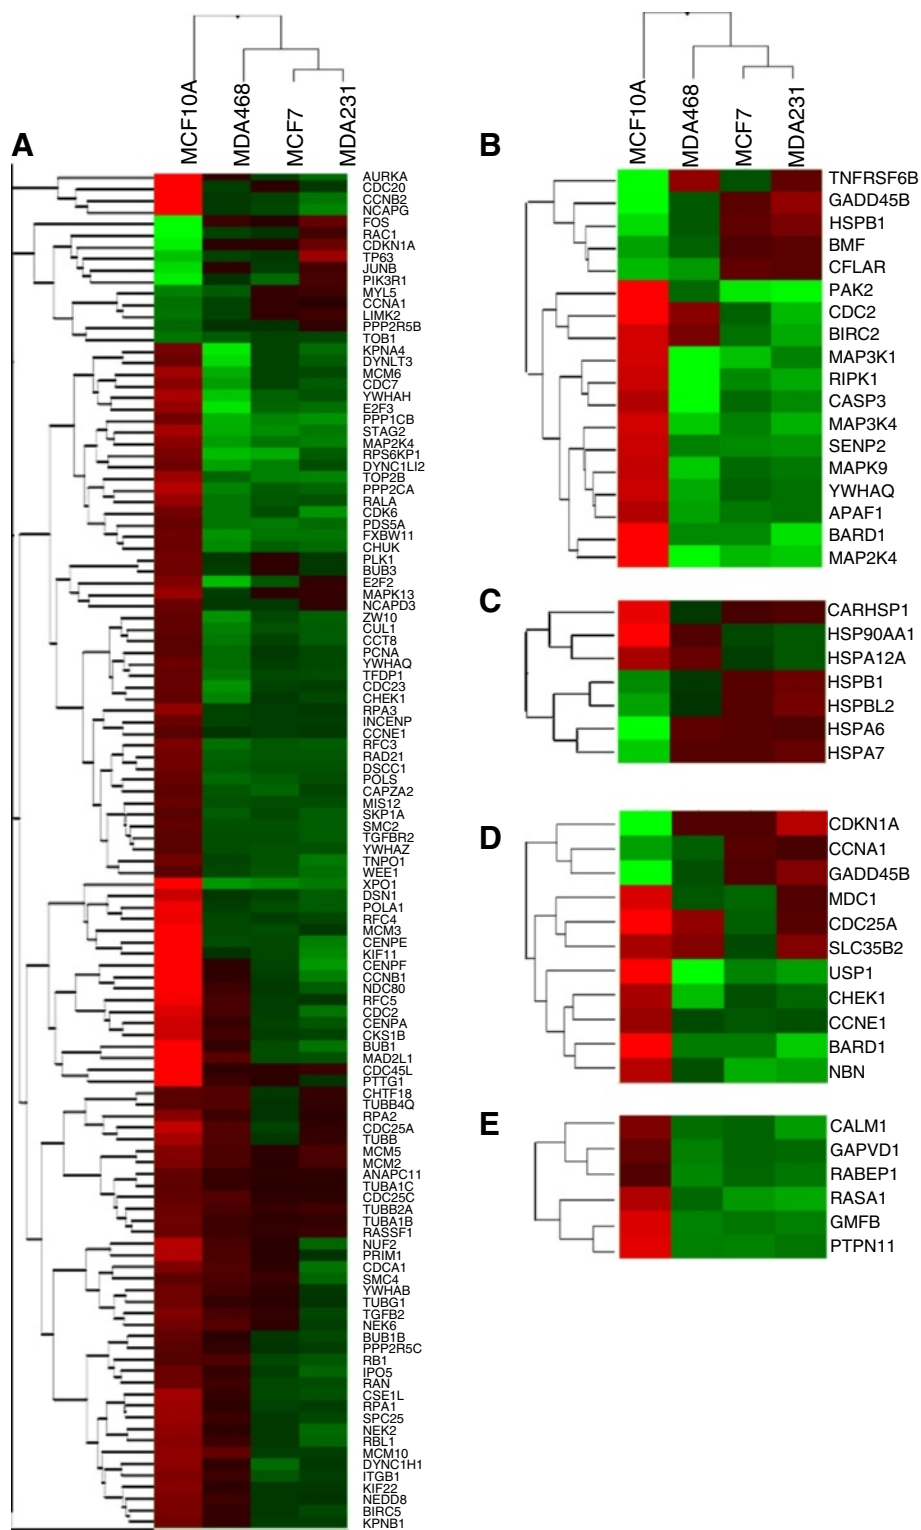 A
MCF10A
MDA468
MCF7
MDA231
AURKA
CDC20
CCNB2
NCAPG
FOS
RAC1
CDKN1A
TP63
JUNB
PIK3R1
MYL5
CCNA1
LIMK2
PPP2R5B
TOB1
KPNA4
DYNLT3
MCM6
CDC7
YWHAH
E2F3
PPP1CB
STAG2
MAP2K4
RPS6KP1
DYNC1LI2
TOP2B
PPP2CA
RALA
CDK6
PDS5A
FXBW11
CHUK
PLK1
BUB3
E2F2
MAPK13
NCAPD3
ZW10
CUL1
CCT8
PCNA
YWHAQ
TFDP1
CDC23
CHEK1
RPA3
INCENP
CCNE1
RFC3
RAD21
DSCC1
POLS
CAPZA2
MIS12
SKP1A
SMC2
TGFBR2
YWHAZ
TNPO1
WEE1
XPO1
DSN1
POLA1
RFC4
MCM3
CENPE
KIF11
CENPF
CCNB1
NDC80
RFC5
CDC2
CENPA
CKS1B
BUB1
MAD2L1
CDC45L
PTTG1
CHTF18
TUBB4Q
RPA2
CDC25A
TUBB
MCM5
MCM2
ANAPC11
TUBA1C
CDC25C
TUBB2A
TUBA1B
RASSF1
NUF2
PRIM1
CDCA1
SMC4
YWHAB
TUBG1
TGFB2
NEK6
BUB1B
PPP2R5C
RB1
IPO5
RAN
CSE1L
RPA1
SPC25
NEK2
RBL1
MCM10
DYNC1H1
ITGB1
KIF22
NEDD8
BIRC5
KPNB1
B
MCF10A
MDA468
MCF7
MDA231
TNFRSF6B
GADD45B
HSPB1
BMF
CFLAR
PAK2
CDC2
BIRC2
MAP3K1
RIPK1
CASP3
MAP3K4
SENP2
MAPK9
YWHAQ
APAF1
BARD1
MAP2K4
C
CARHSP1
HSP90AA1
HSPA12A
HSPB1
HSPBL2
HSPA6
HSPA7
D
CDKN1A
CCNA1
GADD45B
MDC1
CDC25A
SLC35B2
USP1
CHEK1
CCNE1
BARD1
NBN
E
CALM1
GAPVD1
RABEP1
RASA1
GMFB
PTPN11